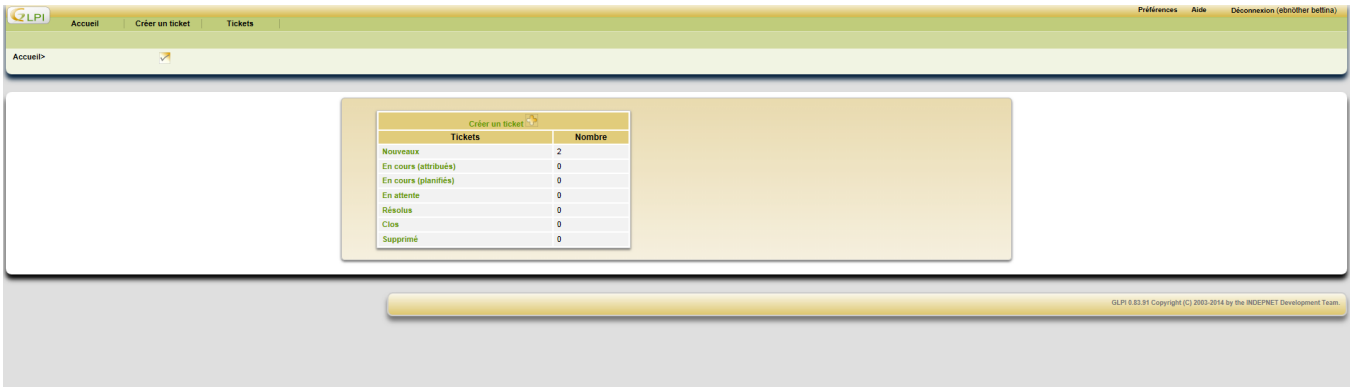 GLPI
Préférences Aide Déconnexion (ebnöther bettina)
Accueil Créer un ticket Tickets
Accueil>
Créer un ticket
Tickets Nombre
Nouveaux 2
En cours (attribués) 0
En cours (planifiés) 0
En attente 0
Résolus 0
Clos 0
Supprimé 0
GLPI 0.83.91 Copyright (C) 2003-2014 by the INDEPNET Development Team.